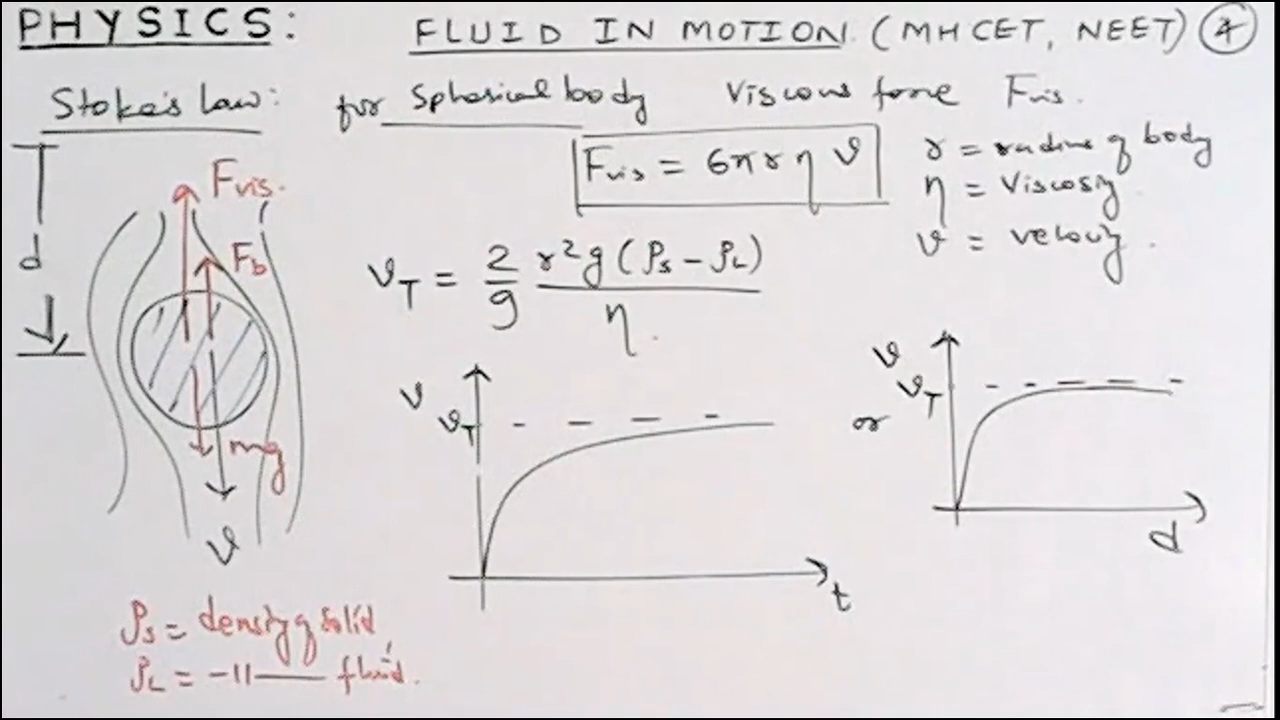 PHYSICS: FLUID IN MOTION. (MHCET, NEET) 4
Stoke's Law: for Spherical body Viscous force Fvis.
Fvis = 6πrηv
r = radius of body
η = Viscosity
v = velocity.
Fvis.
Fb
d
mg
v
vT = 2/9 r²g(ρs - ρL)/η.
v
vT
t
or
v
vT
d
ρs = density of solid,
ρL = -11— fluid.